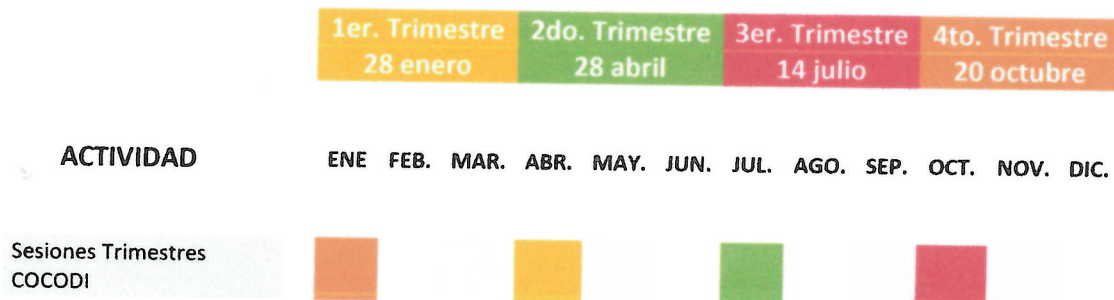 1er. Trimestre 2do. Trimestre 3er. Trimestre 4to. Trimestre
28 enero 28 abril 14 julio 20 octubre
ACTIVIDAD ENE FEB. MAR. ABR. MAY. JUN. JUL. AGO. SEP. OCT. NOV. DIC.
Sesiones Trimestres
COCODI